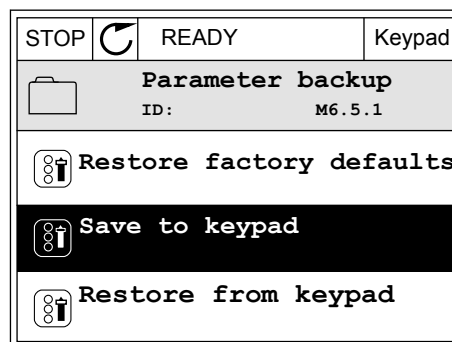 STOP READY Keypad
Parameter backup
ID: M6.5.1
Restore factory defaults
Save to keypad
Restore from keypad